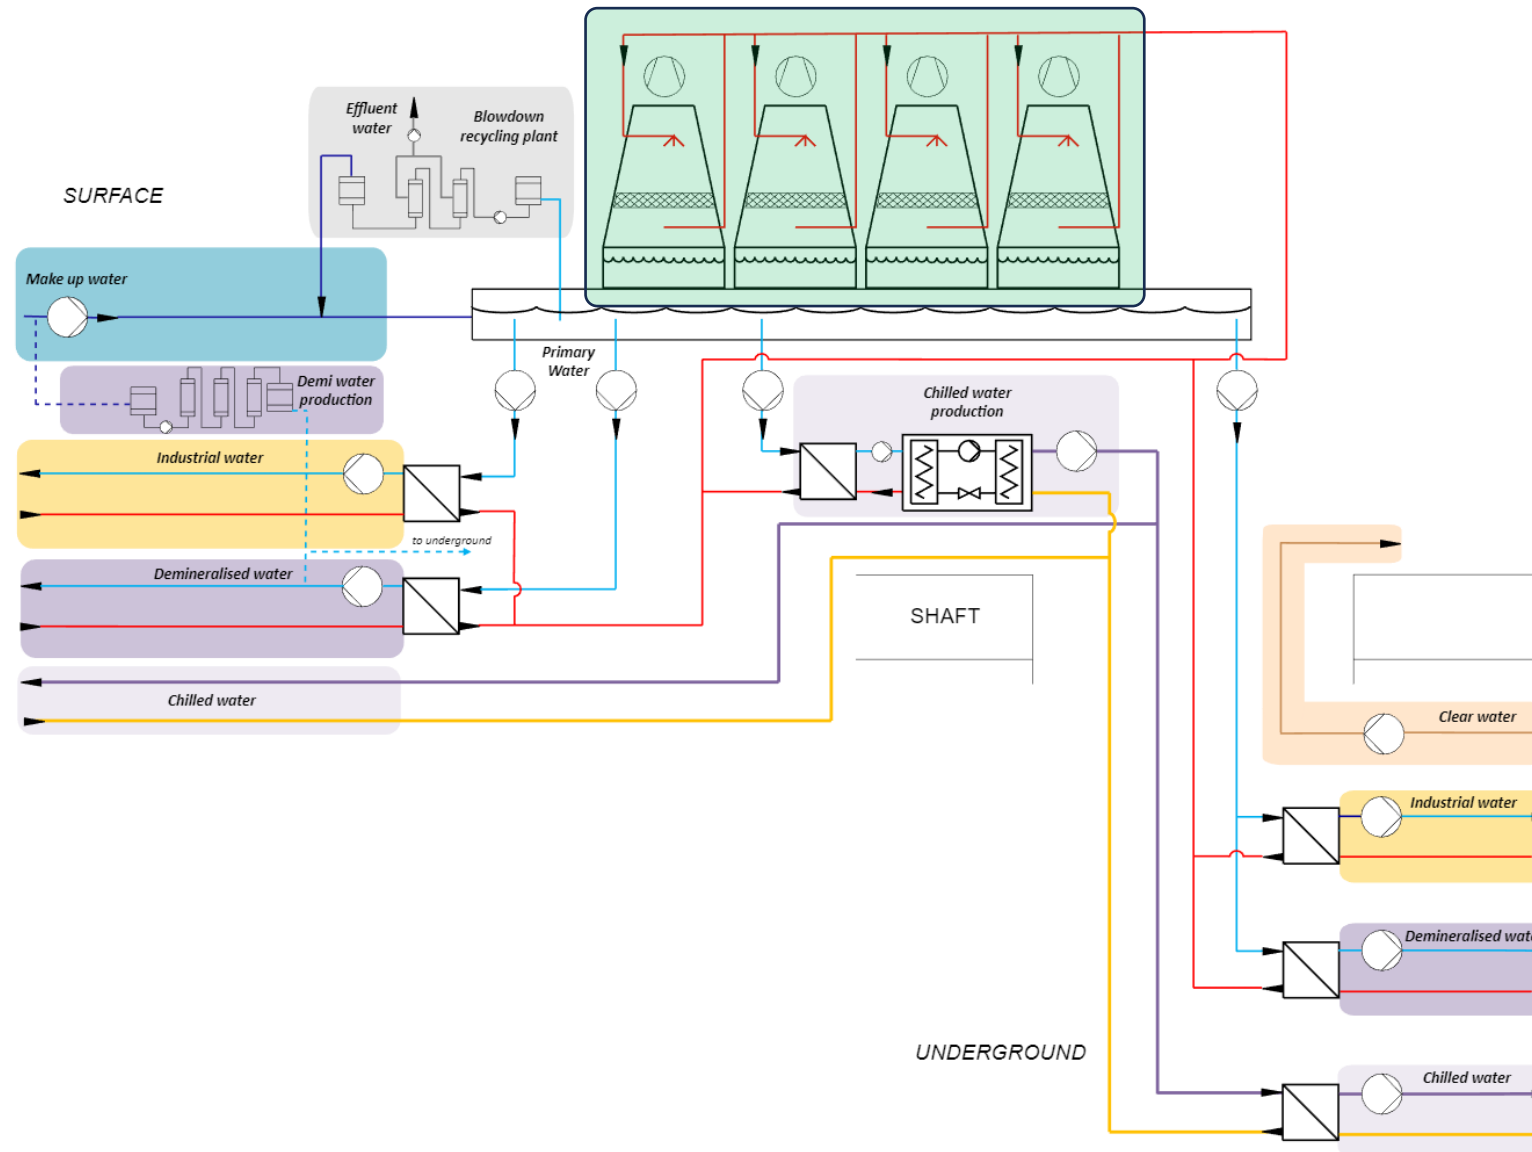 Effluent
water
Blowdown
recycling plant
SURFACE
Make up water
Primary
Water
Demi water
production
Chilled water
production
Industrial water
to underground
Demineralised water
SHAFT
Chilled water
Clear water
Industrial water
Demineralised wat
UNDERGROUND
Chilled water